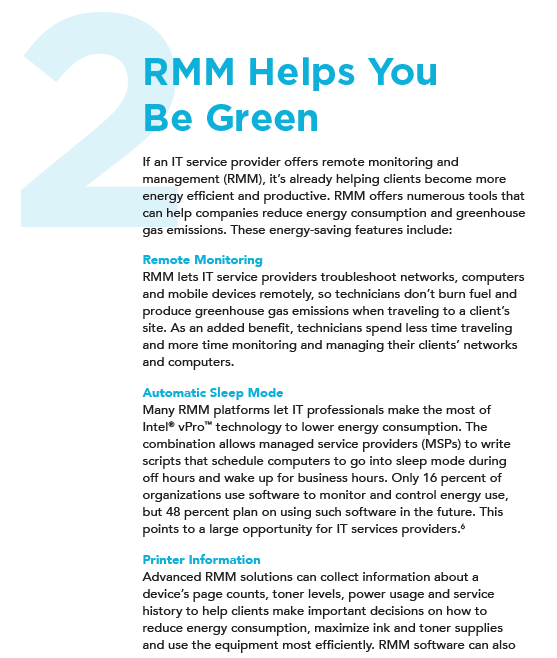 2
RMM Helps You
Be Green
If an IT service provider offers remote monitoring and
management (RMM), it's already helping clients become more
energy efficient and productive. RMM offers numerous tools that
can help companies reduce energy consumption and greenhouse
gas emissions. These energy-saving features include:
Remote Monitoring
RMM lets IT service providers troubleshoot networks, computers
and mobile devices remotely, so technicians don't burn fuel and
produce greenhouse gas emissions when traveling to a client's
site. As an added benefit, technicians spend less time traveling
and more time monitoring and managing their clients' networks
and computers.
Automatic Sleep Mode
Many RMM platforms let IT professionals make the most of
Intel® vPro™ technology to lower energy consumption. The
combination allows managed service providers (MSPs) to write
scripts that schedule computers to go into sleep mode during
off hours and wake up for business hours. Only 16 percent of
organizations use software to monitor and control energy use,
but 48 percent plan on using such software in the future. This
points to a large opportunity for IT services providers.⁶
Printer Information
Advanced RMM solutions can collect information about a
device's page counts, toner levels, power usage and service
history to help clients make important decisions on how to
reduce energy consumption, maximize ink and toner supplies
and use the equipment most efficiently. RMM software can also